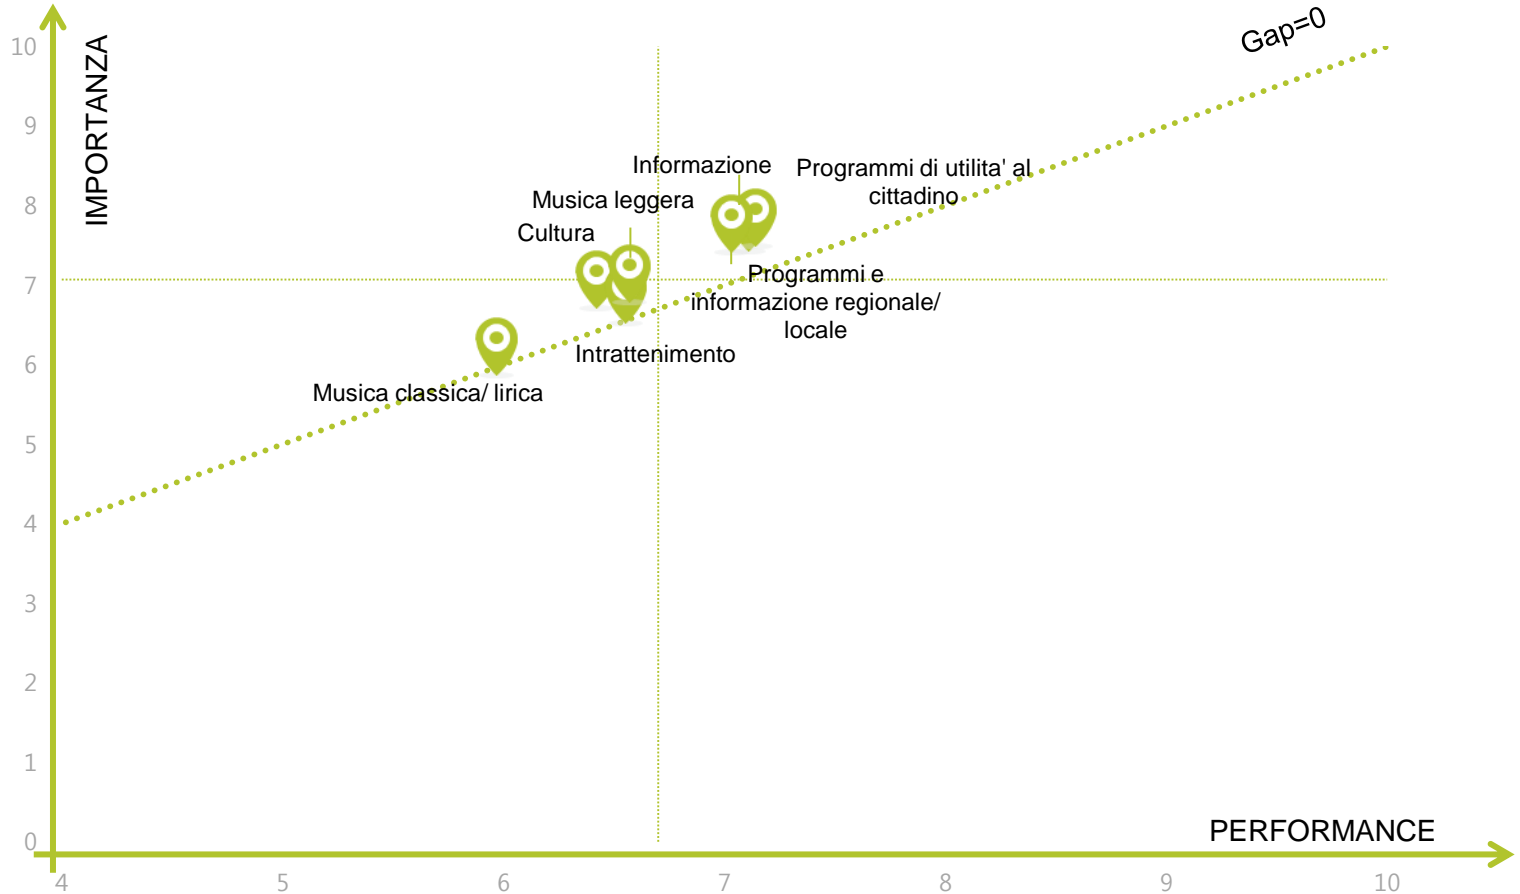 Gap=0
10
IMPORTANZA
9
Informazione
Programmi di utilita' al
cittadino
8
Musica leggera
Cultura
7
Programmi e
informazione regionale/
locale
6
Intrattenimento
Musica classica/ lirica
5
4
3
2
1
0
PERFORMANCE
4 5 6 7 8 9 10